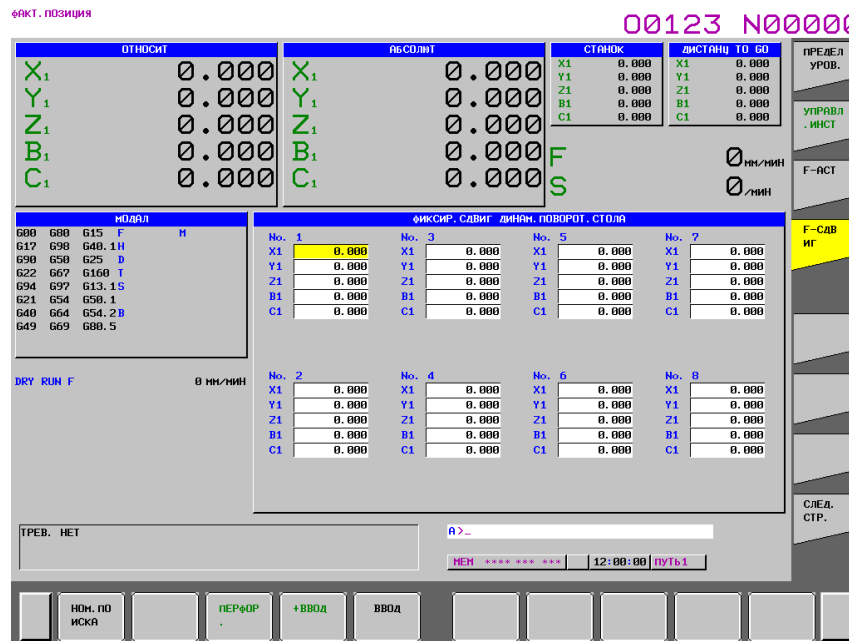 фАКТ.ПОЗИЦИЯ
O0123 N00000
ОТНОСИТ
X1 0.000
Y1 0.000
Z1 0.000
B1 0.000
C1 0.000
АБСОЛЮТ
X1 0.000
Y1 0.000
Z1 0.000
B1 0.000
C1 0.000
СТАНОК
X1 0.000
Y1 0.000
Z1 0.000
B1 0.000
C1 0.000
ДИСТАНЦ TO GO
X1 0.000
Y1 0.000
Z1 0.000
B1 0.000
C1 0.000
F 0 ММ/МИН
S 0 /МИН
МОДАЛ
G00 G80 G15 F M
G17 G98 G40.1 H
G90 G50 G25 D
G22 G67 G160 T
G94 G97 G13.1 S
G21 G54 G50.1
G40 G64 G54.2 B
G49 G69 G80.5
DRY RUN F 0 ММ/МИН
фИКСИР.СДВИГ ДИНАМ.ПОВОРОТ.СТОЛА
No. 1 No. 3 No. 5 No. 7
X1 0.000 X1 0.000 X1 0.000 X1 0.000
Y1 0.000 Y1 0.000 Y1 0.000 Y1 0.000
Z1 0.000 Z1 0.000 Z1 0.000 Z1 0.000
B1 0.000 B1 0.000 B1 0.000 B1 0.000
C1 0.000 C1 0.000 C1 0.000 C1 0.000
No. 2 No. 4 No. 6 No. 8
X1 0.000 X1 0.000 X1 0.000 X1 0.000
Y1 0.000 Y1 0.000 Y1 0.000 Y1 0.000
Z1 0.000 Z1 0.000 Z1 0.000 Z1 0.000
B1 0.000 B1 0.000 B1 0.000 B1 0.000
C1 0.000 C1 0.000 C1 0.000 C1 0.000
ТРЕВ. НЕТ
A>_
MEM **** *** *** 12:00:00 ПУТЬ1
ПРЕДЕЛ
УРОВ.
УПРАВЛ
.ИНСТ
F-ACT
F-СДВ
ИГ
СЛЕД.
СТР.
НОМ.ПО
ИСКА
ПЕРфОР
.
+ВВОД
ВВОД